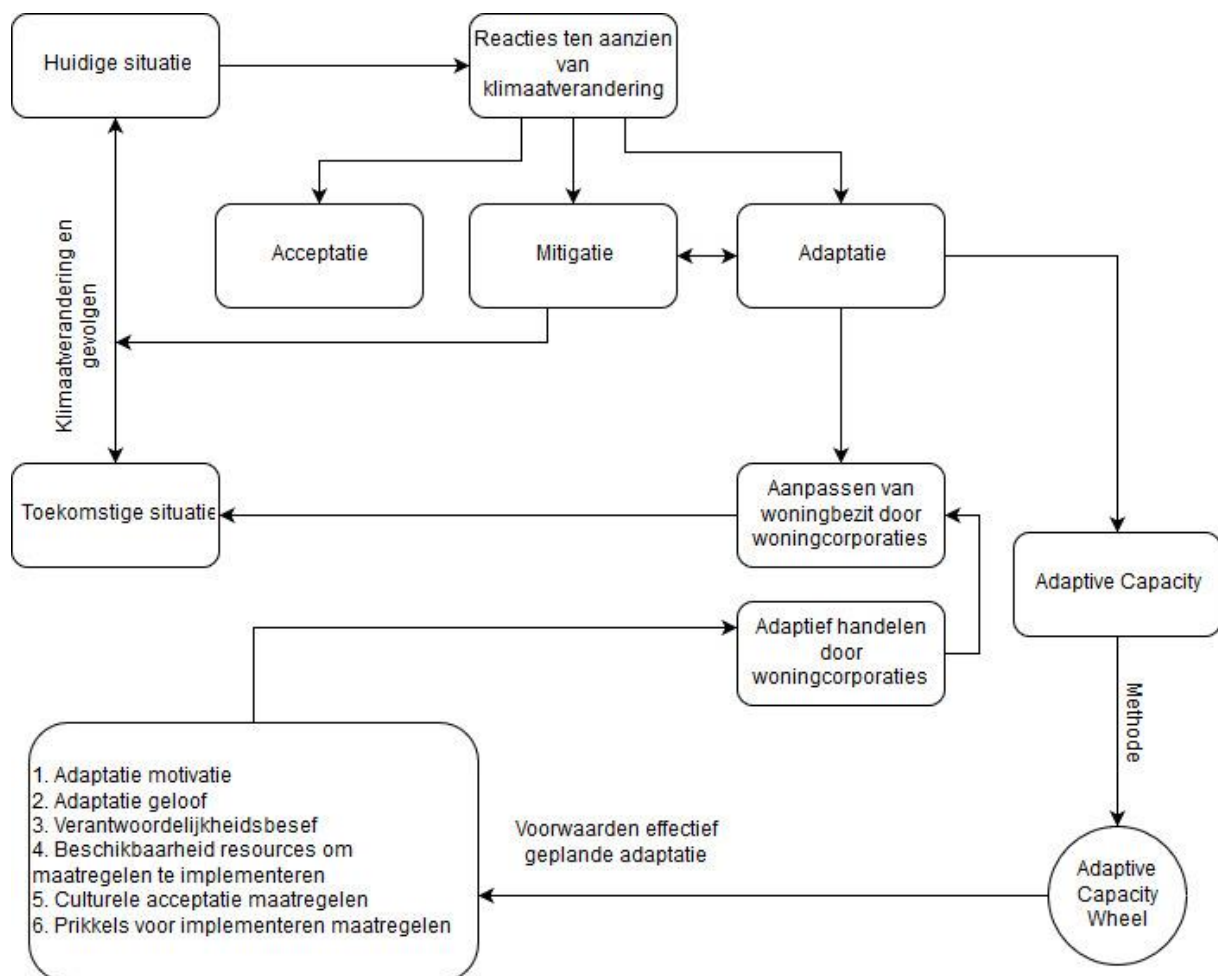 Huidige situatie
Reacties ten aanzien
van
klimaatverandering
Acceptatie
Mitigatie
Adaptatie
Klimaatverandering en
gevolgen
Toekomstige situatie
Aanpassen van
woningbezit door
woningcorporaties
Adaptive Capacity
Adaptief handelen
door
woningcorporaties
Methode
1. Adaptatie motivatie
2. Adaptatie geloof
3. Verantwoordelijkheidsbesef
4. Beschikbaarheid resources om
maatregelen te implementeren
5. Culturele acceptatie maatregelen
6. Prikkels voor implementeren maatregelen
Voorwaarden effectief
geplande adaptatie
Adaptive
Capacity
Wheel